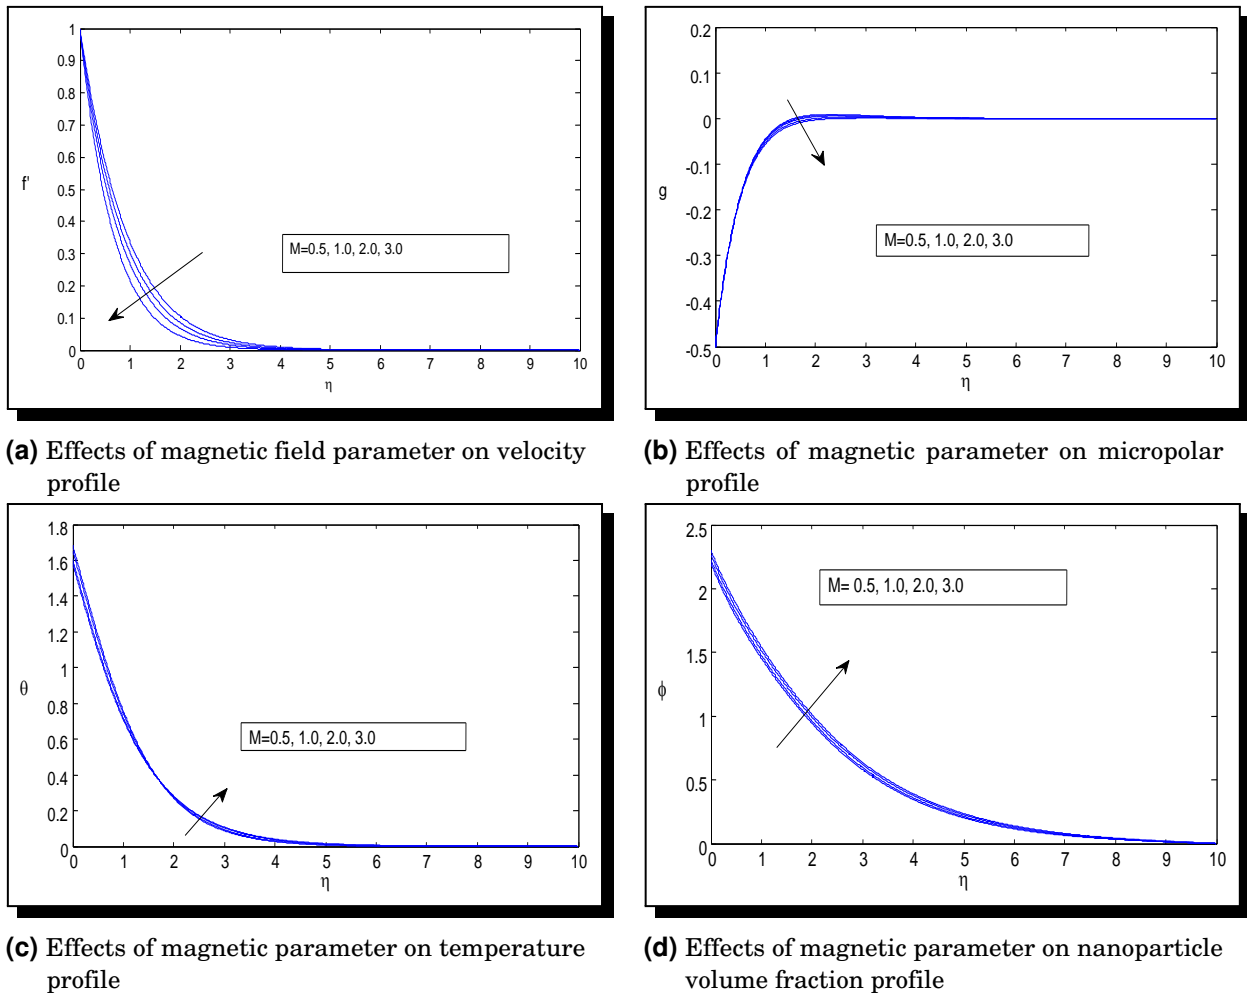 1
0.9
0.8
0.7
0.6
0.5
0.4
0.3
0.2
0.1
0
f'
M=0.5, 1.0, 2.0, 3.0
0 1 2 3 4 5 6 7 8 9 10
η
(a) Effects of magnetic field parameter on velocity
profile
0.2
0.1
0
-0.1
-0.2
-0.3
-0.4
-0.5
g
M=0.5, 1.0, 2.0, 3.0
0 1 2 3 4 5 6 7 8 9 10
η
(b) Effects of magnetic parameter on micropolar
profile
1.8
1.6
1.4
1.2
1
0.8
0.6
0.4
0.2
0
θ
M=0.5, 1.0, 2.0, 3.0
0 1 2 3 4 5 6 7 8 9 10
η
(c) Effects of magnetic parameter on temperature
profile
2.5
2
1.5
1
0.5
0
ϕ
M= 0.5, 1.0, 2.0, 3.0
0 1 2 3 4 5 6 7 8 9 10
η
(d) Effects of magnetic parameter on nanoparticle
volume fraction profile